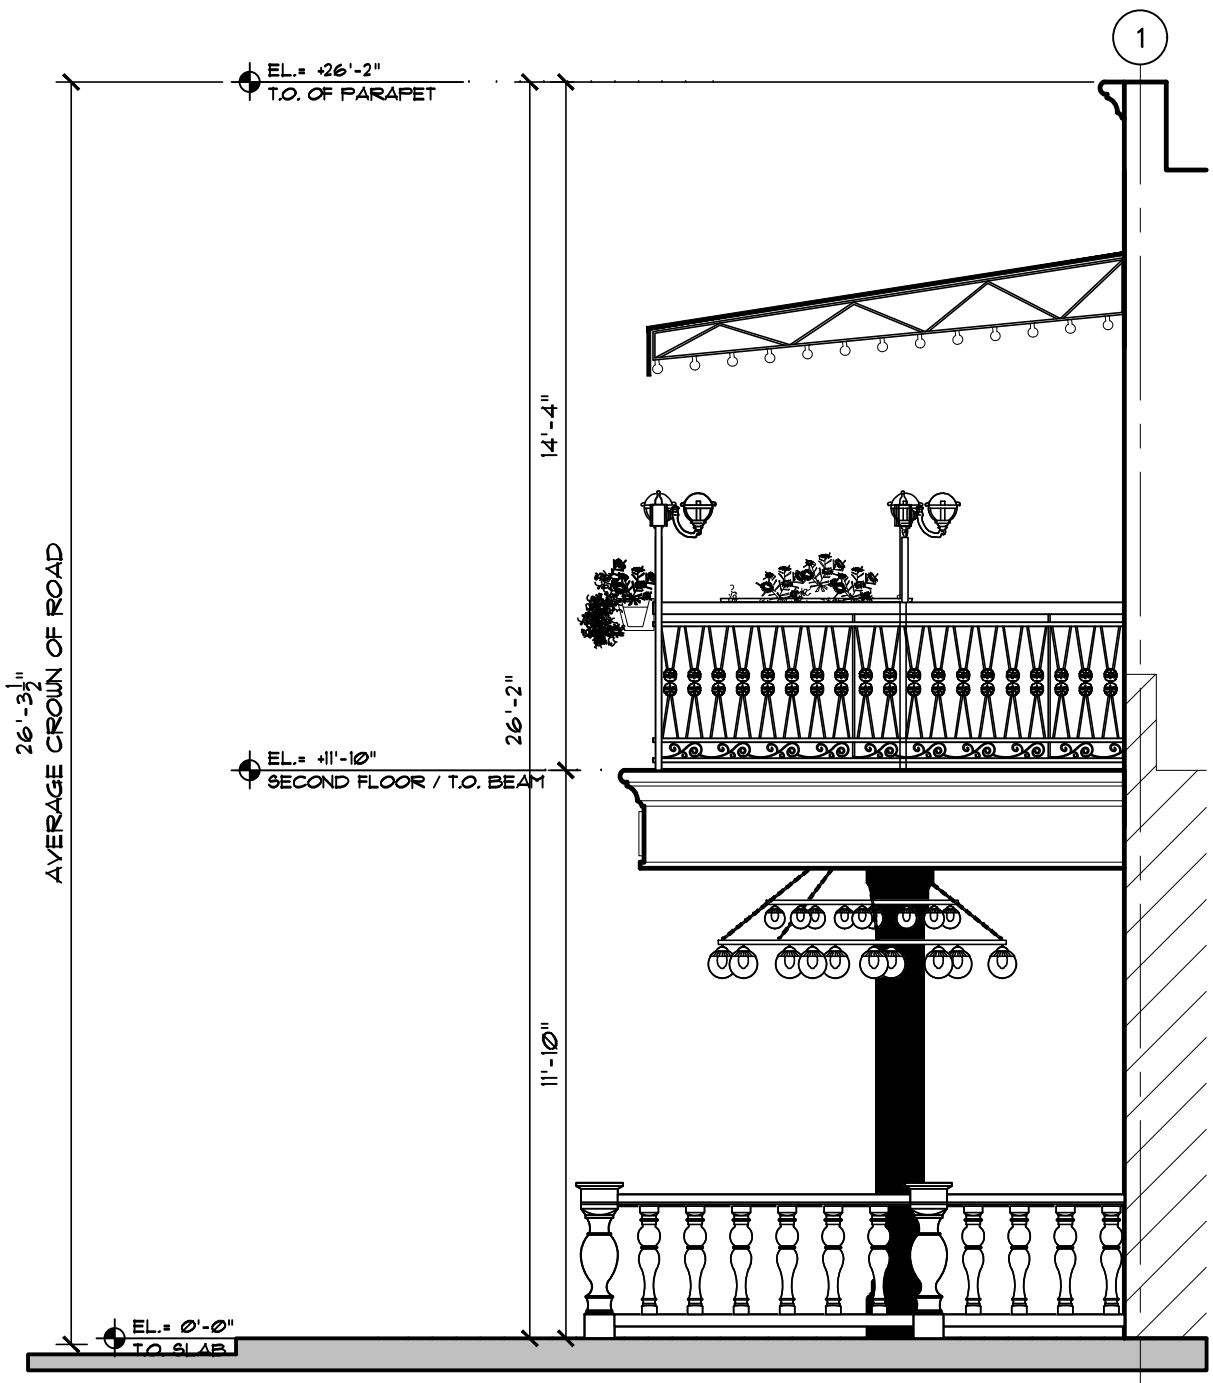 1
EL.= +26'-2"
T.O. OF PARAPET
14'-4"
26'-3 1/2"
AVERAGE CROWN OF ROAD
26'-2"
EL.= +11'-10"
SECOND FLOOR / T.O. BEAM
11'-10"
EL.= 0'-0"
T.O. SLAB